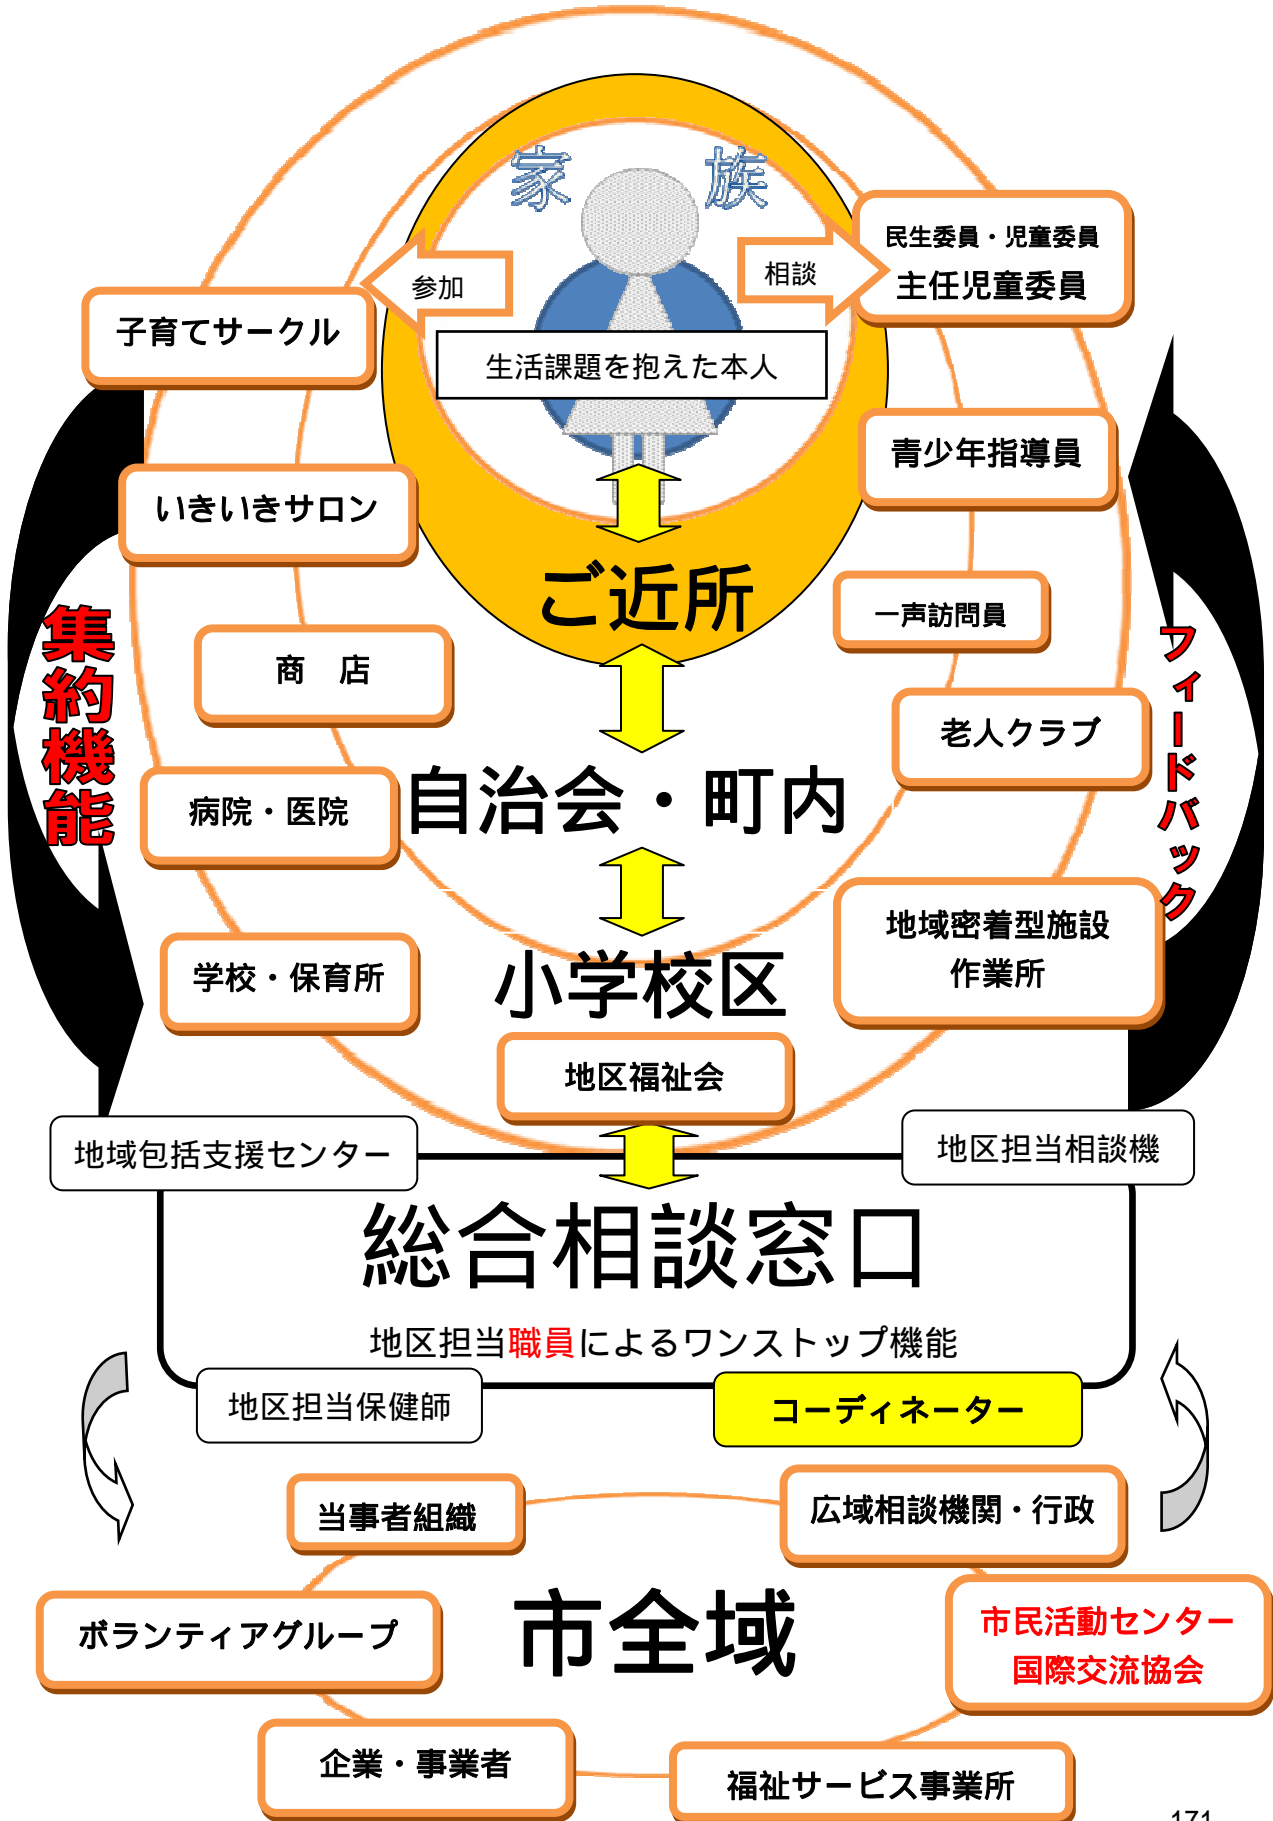 家 族
民生委員・児童委員
主任児童委員
参加
相談
子育てサークル
生活課題を抱えた本人
青少年指導員
いきいきサロン
ご近所
一声訪問員
集約機能
フィードバック
商 店
老人クラブ
自治会・町内
病院・医院
地域密着型施設
作業所
学校・保育所
小学校区
地区福祉会
地域包括支援センター
地区担当相談機
総合相談窓口
地区担当職員によるワンストップ機能
地区担当保健師
コーディネーター
当事者組織
広域相談機関・行政
市全域
ボランティアグループ
市民活動センター
国際交流協会
企業・事業者
福祉サービス事業所
171